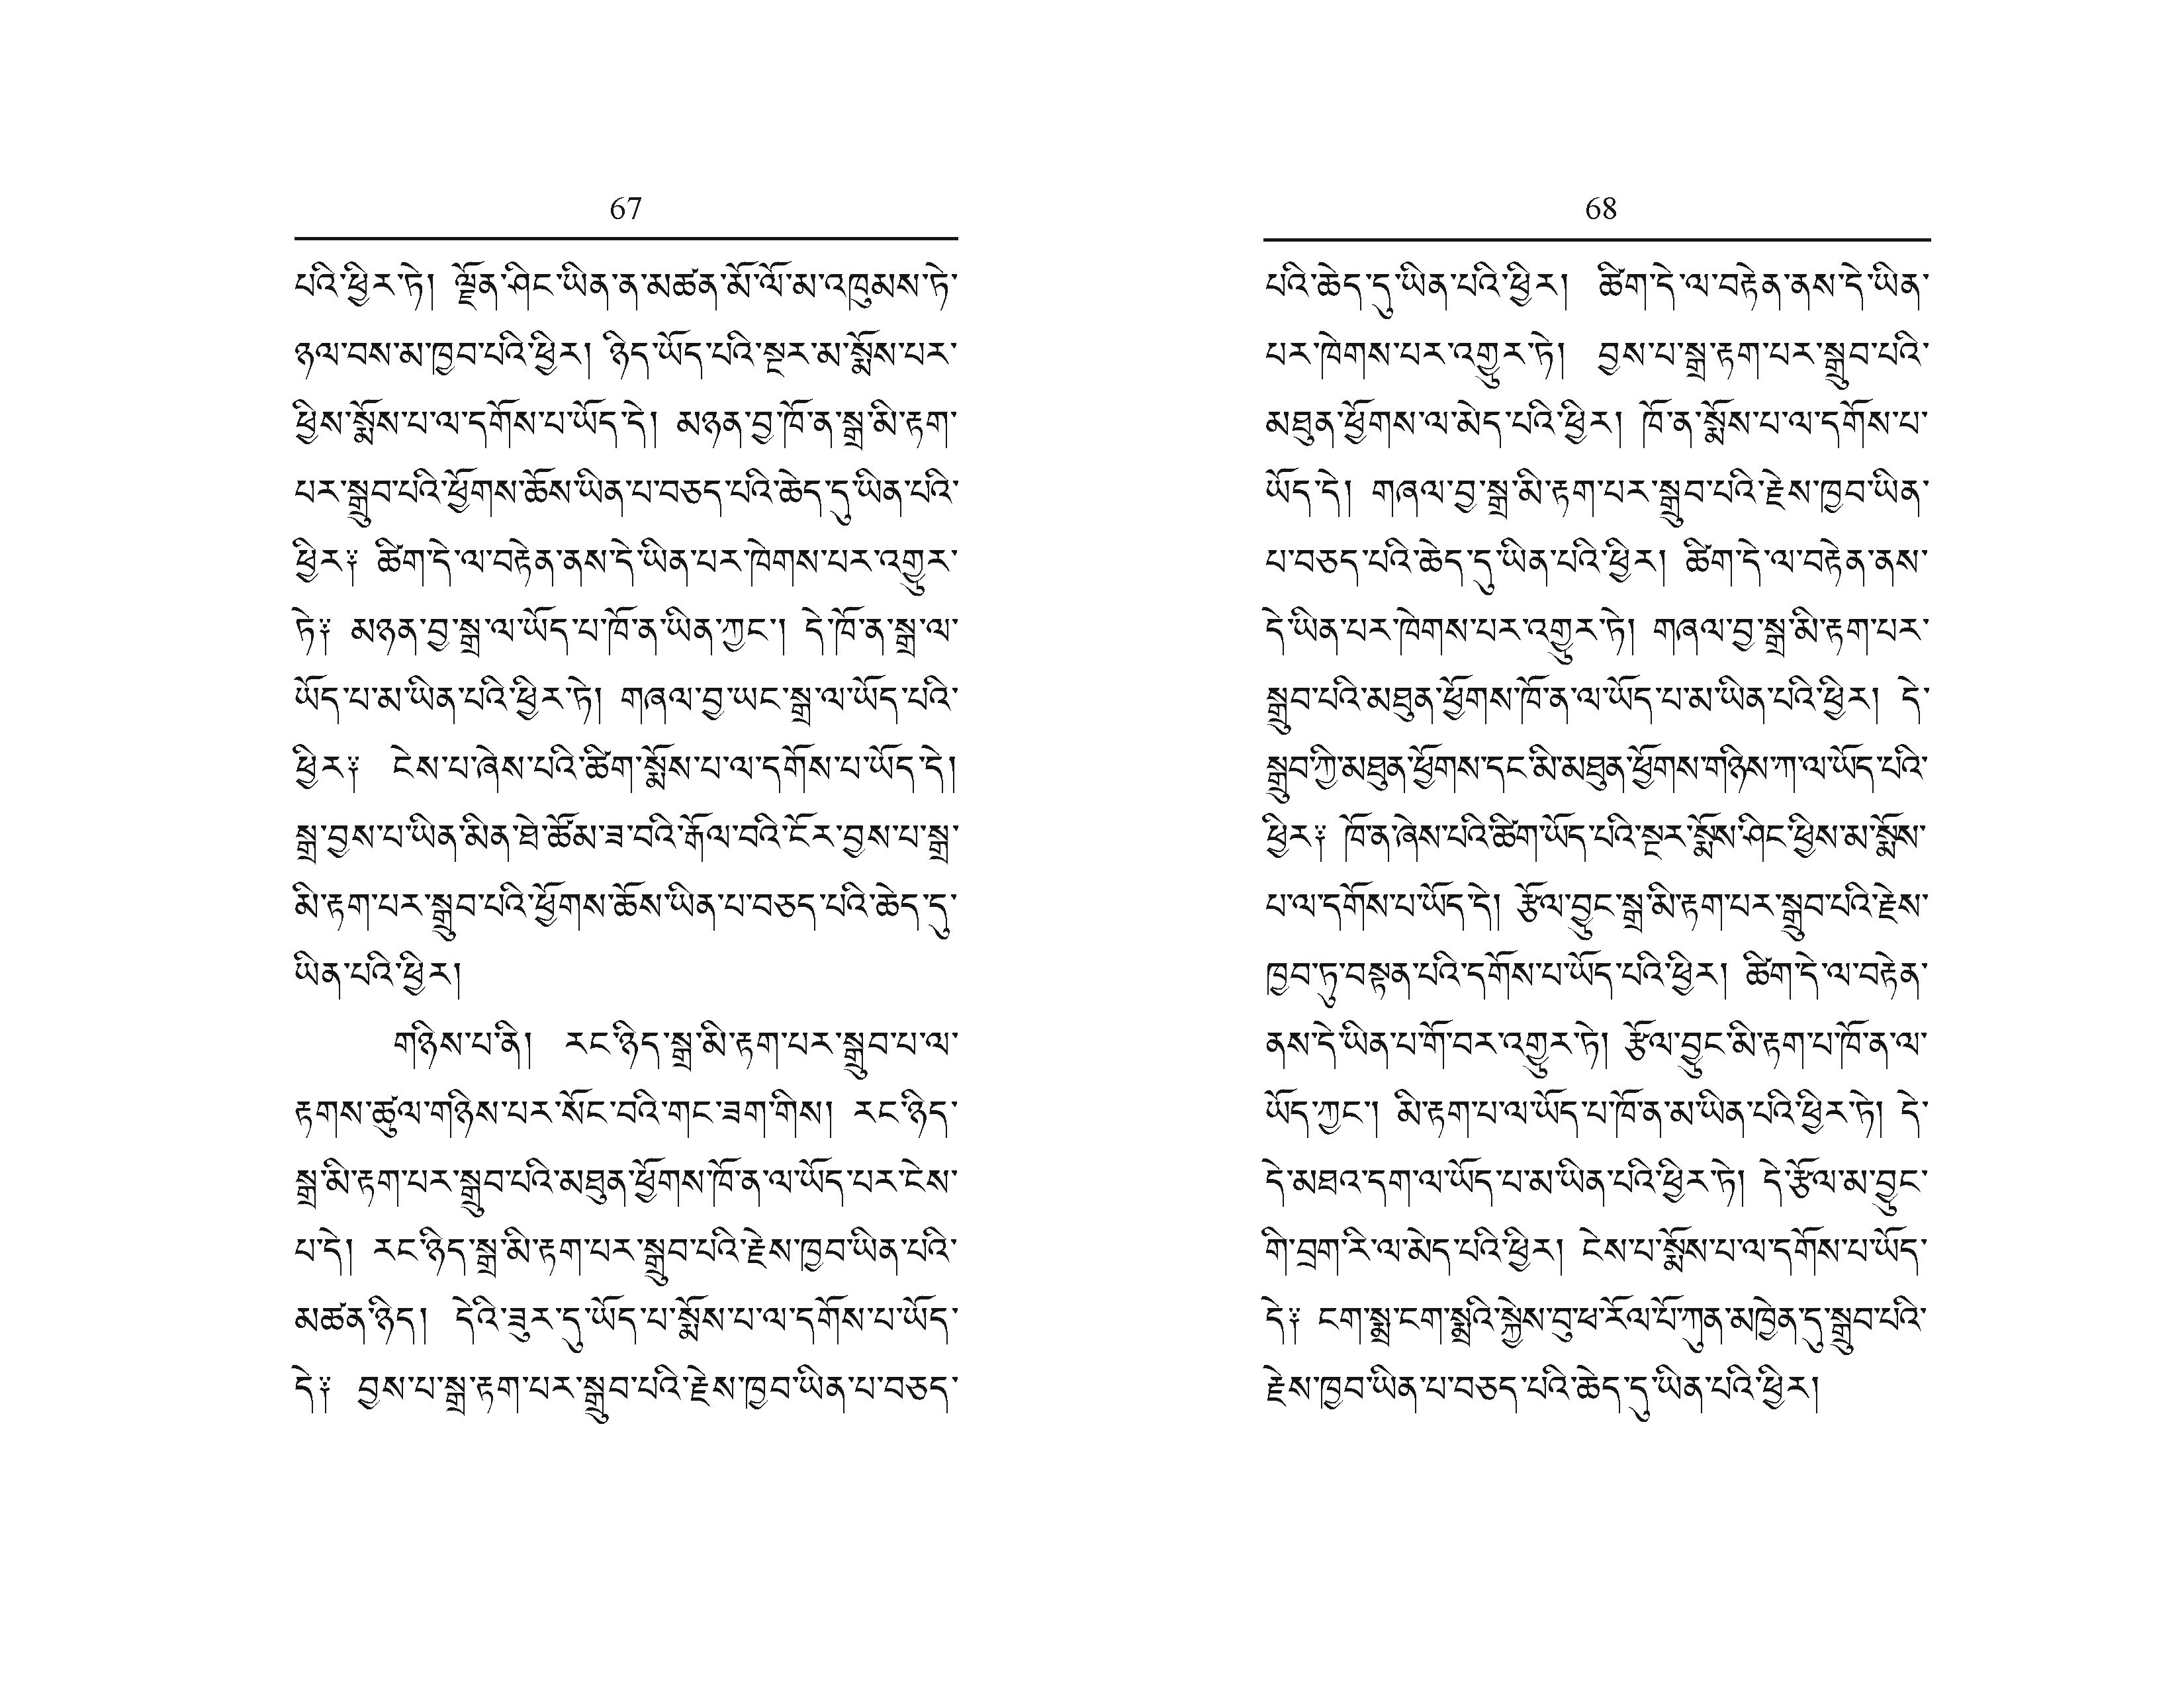 67
པའི་ཕྱིར་ཏེ། ལྗོན་ཤིང་ཡིན་ན་མཚན་མོ་ལོ་མ་འཁུམས་ཏེ་
ཉལ་བས་མ་ཁྱབ་པའི་ཕྱིར། ཉིད་ཡོད་པའི་སྔར་མ་སྨོས་པར་
ཕྱིས་སྨོས་པ་ལ་དགོས་པ་ཡོད་དེ། མཉན་བྱ་ཁོ་ན་སྒྲ་མི་རྟག་
པར་སྒྲུབ་པའི་ཕྱོགས་ཆོས་ཡིན་པ་བཅད་པའི་ཆེད་དུ་ཡིན་པའི་
ཕྱིར༑ ཚིག་དེ་ལ་བརྟེན་ནས་དེ་ཡིན་པར་ཁེགས་པར་འགྱུར་
ཏེ༑ མཉན་བྱ་སྒྲ་ལ་ཡོད་པ་ཁོ་ན་ཡིན་ཀྱང་། དེ་ཁོ་ན་སྒྲ་ལ་
ཡོད་པ་མ་ཡིན་པའི་ཕྱིར་ཏེ། གཞལ་བྱ་ཡང་སྒྲ་ལ་ཡོད་པའི་
ཕྱིར༑ ངེས་པ་ཞེས་པའི་ཚིག་སྨོས་པ་ལ་དགོས་པ་ཡོད་དེ།
སྒྲ་བྱས་པ་ཡིན་མིན་ཐེ་ཚོམ་ཟ་བའི་རྒོལ་བའི་ངོར་བྱས་པ་སྒྲ་
མི་རྟག་པར་སྒྲུབ་པའི་ཕྱོགས་ཆོས་ཡིན་པ་བཅད་པའི་ཆེད་དུ་
ཡིན་པའི་ཕྱིར།
གཉིས་པ་ནི། རང་ཉིད་སྒྲ་མི་རྟག་པར་སྒྲུབ་པ་ལ་
རྟགས་ཚུལ་གཉིས་པར་སོང་བའི་གང་ཟག་གིས། རང་ཉིད་
སྒྲ་མི་རྟག་པར་སྒྲུབ་པའི་མཐུན་ཕྱོགས་ཁོ་ན་ལ་ཡོད་པར་ངེས་
པ་དེ། རང་ཉིད་སྒྲ་མི་རྟག་པར་སྒྲུབ་པའི་རྗེས་ཁྱབ་ཡིན་པའི་
མཚན་ཉིད། དེའི་ཟུར་དུ་ཡོད་པ་སྨོས་པ་ལ་དགོས་པ་ཡོད་
དེ༑ བྱས་པ་སྒྲ་རྟག་པར་སྒྲུབ་པའི་རྗེས་ཁྱབ་ཡིན་པ་བཅད་
68
པའི་ཆེད་དུ་ཡིན་པའི་ཕྱིར། ཚིག་དེ་ལ་བརྟེན་ནས་དེ་ཡིན་
པར་ཁེགས་པར་འགྱུར་ཏེ། བྱས་པ་སྒྲ་རྟག་པར་སྒྲུབ་པའི་
མཐུན་ཕྱོགས་ལ་མེད་པའི་ཕྱིར། ཁོ་ན་སྨོས་པ་ལ་དགོས་པ་
ཡོད་དེ། གཞལ་བྱ་སྒྲ་མི་རྟག་པར་སྒྲུབ་པའི་རྗེས་ཁྱབ་ཡིན་
པ་བཅད་པའི་ཆེད་དུ་ཡིན་པའི་ཕྱིར། ཚིག་དེ་ལ་བརྟེན་ནས་
དེ་ཡིན་པར་ཁེགས་པར་འགྱུར་ཏེ། གཞལ་བྱ་སྒྲ་མི་རྟག་པར་
སྒྲུབ་པའི་མཐུན་ཕྱོགས་ཁོ་ན་ལ་ཡོད་པ་མ་ཡིན་པའི་ཕྱིར། དེ་
སྒྲུབ་ཀྱི་མཐུན་ཕྱོགས་དང་མི་མཐུན་ཕྱོགས་གཉིས་ཀ་ལ་ཡོད་པའི་
ཕྱིར༑ ཁོ་ན་ཞེས་པའི་ཚིག་ཡོད་པའི་སྔར་སྨོས་ཤིང་ཕྱིས་མ་སྨོས་
པ་ལ་དགོས་པ་ཡོད་དེ། རྩོལ་བྱུང་སྒྲ་མི་རྟག་པར་སྒྲུབ་པའི་རྗེས་
ཁྱབ་ཏུ་བསྟན་པའི་དགོས་པ་ཡོད་པའི་ཕྱིར། ཚིག་དེ་ལ་བརྟེན་
ནས་དེ་ཡིན་པ་གོ་བར་འགྱུར་ཏེ། རྩོལ་བྱུང་མི་རྟག་པ་ཁོ་ན་ལ་
ཡོད་ཀྱང་། མི་རྟག་པ་ལ་ཡོད་པ་ཁོ་ན་མ་ཡིན་པའི་ཕྱིར་ཏེ། དེ་
དེ་མཐའ་དག་ལ་ཡོད་པ་མ་ཡིན་པའི་ཕྱིར་ཏེ། དེ་རྩོལ་མ་བྱུང་
གི་བྲག་རི་ལ་མེད་པའི་ཕྱིར། ངེས་པ་སྨོས་པ་ལ་དགོས་པ་ཡོད་
དེ༑ ངག་སྨྲ་ངག་སྨྲའི་སྐྱེས་བུ་ཕ་རོལ་པོ་ཀུན་མཁྱེན་དུ་སྒྲུབ་པའི་
རྗེས་ཁྱབ་ཡིན་པ་བཅད་པའི་ཆེད་དུ་ཡིན་པའི་ཕྱིར།